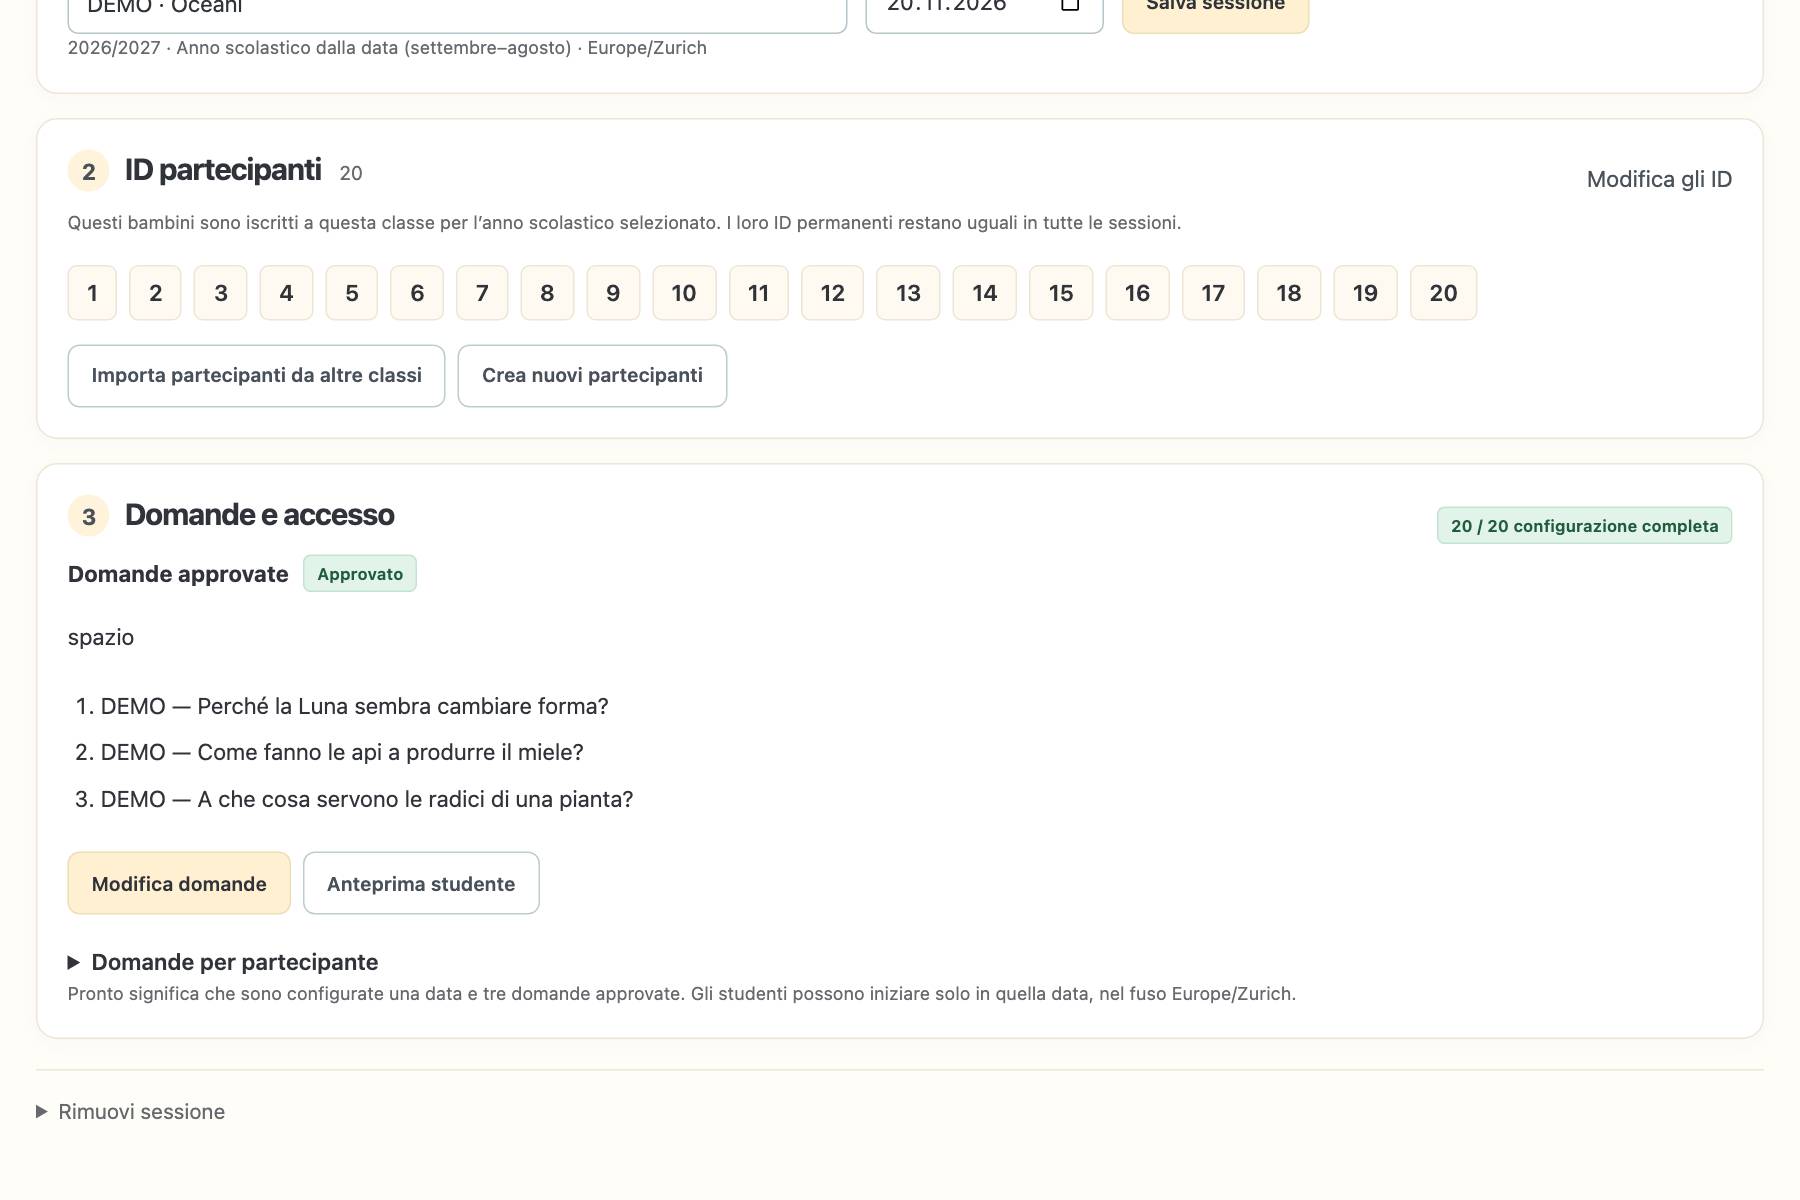 DEMO · Oceani
20.11.2026
Salva sessione
2026/2027 · Anno scolastico dalla data (settembre–agosto) · Europe/Zurich
2 ID partecipanti 20
Modifica gli ID
Questi bambini sono iscritti a questa classe per l’anno scolastico selezionato. I loro ID permanenti restano uguali in tutte le sessioni.
1 2 3 4 5 6 7 8 9 10 11 12 13 14 15 16 17 18 19 20
Importa partecipanti da altre classi
Crea nuovi partecipanti
3 Domande e accesso
20 / 20 configurazione completa
Domande approvate Approvato
spazio
1. DEMO — Perché la Luna sembra cambiare forma?
2. DEMO — Come fanno le api a produrre il miele?
3. DEMO — A che cosa servono le radici di una pianta?
Modifica domande
Anteprima studente
Domande per partecipante
Pronto significa che sono configurate una data e tre domande approvate. Gli studenti possono iniziare solo in quella data, nel fuso Europe/Zurich.
Rimuovi sessione